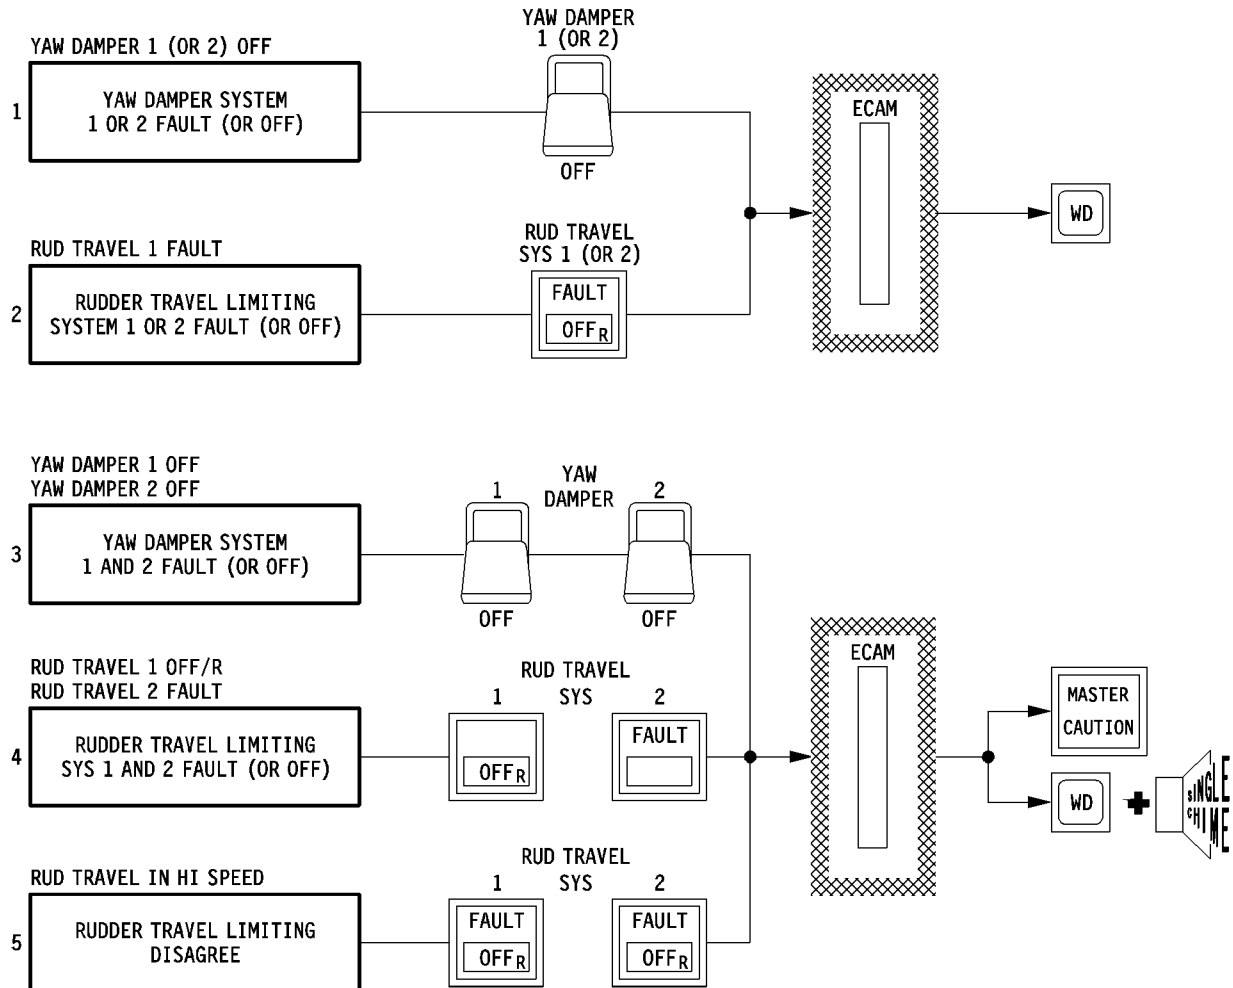 YAW DAMPER 1 (OR 2) OFF
1
YAW DAMPER SYSTEM
1 OR 2 FAULT (OR OFF)
YAW DAMPER
1 (OR 2)
OFF
RUD TRAVEL 1 FAULT
2
RUDDER TRAVEL LIMITING
SYSTEM 1 OR 2 FAULT (OR OFF)
RUD TRAVEL
SYS 1 (OR 2)
FAULT
OFF R
ECAM
WD
YAW DAMPER 1 OFF
YAW DAMPER 2 OFF
3
YAW DAMPER SYSTEM
1 AND 2 FAULT (OR OFF)
YAW
DAMPER
1
2
OFF
OFF
RUD TRAVEL 1 OFF/R
RUD TRAVEL 2 FAULT
4
RUDDER TRAVEL LIMITING
SYS 1 AND 2 FAULT (OR OFF)
RUD TRAVEL
1 SYS 2
OFF R
FAULT
RUD TRAVEL IN HI SPEED
5
RUDDER TRAVEL LIMITING
DISAGREE
RUD TRAVEL
1 SYS 2
FAULT
OFF R
FAULT
OFF R
ECAM
MASTER
CAUTION
WD
+
SINGLE
CHIME